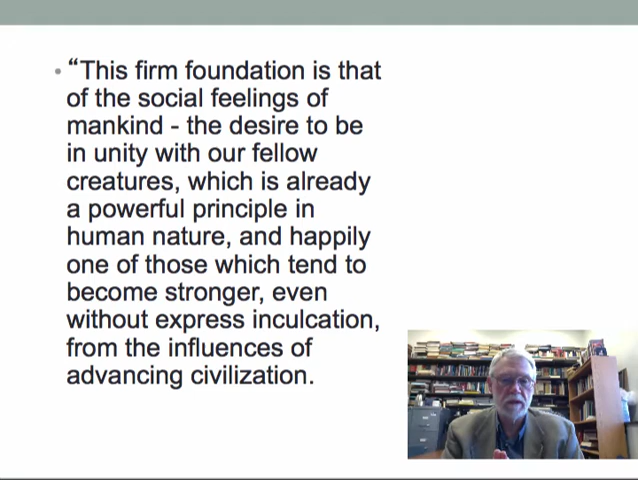 • “This firm foundation is that
of the social feelings of
mankind - the desire to be
in unity with our fellow
creatures, which is already
a powerful principle in
human nature, and happily
one of those which tend to
become stronger, even
without express inculcation,
from the influences of
advancing civilization.